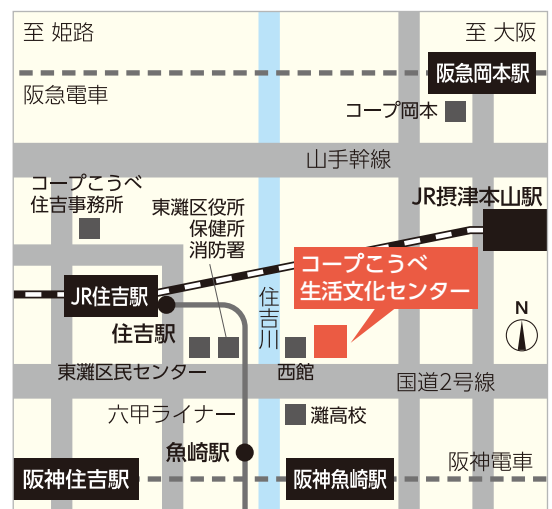 至 姫路
至 大阪
阪急岡本駅
阪急電車
コープ岡本
山手幹線
コープこうべ
住吉事務所
JR摂津本山駅
東灘区役所
保健所
消防署
コープこうべ
生活文化センター
JR住吉駅
住吉川
N
住吉駅
東灘区民センター
西館
国道2号線
六甲ライナー
灘高校
魚崎駅
阪神電車
阪神住吉駅
阪神魚崎駅